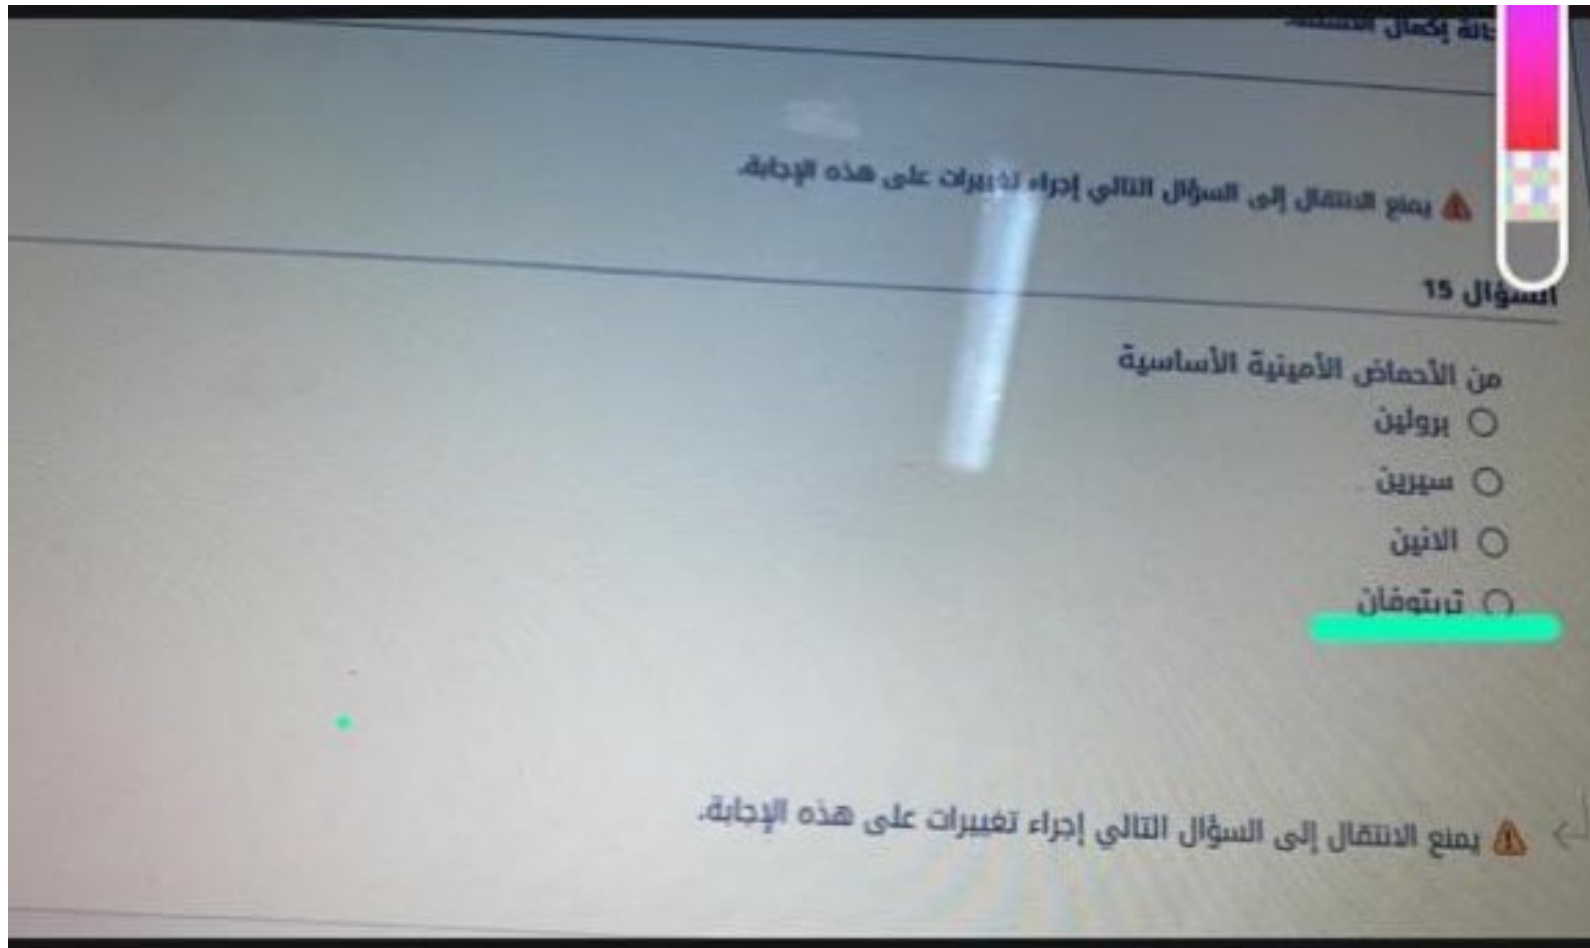 يمنع الانتقال إلى السؤال التالي إجراء تغييرات على هذه الإجابة.
السؤال 15
من الأحماض الأمينية الأساسية
برولين
سيرين
الانين
تربتوفان
يمنع الانتقال إلى السؤال التالي إجراء تغييرات على هذه الإجابة.